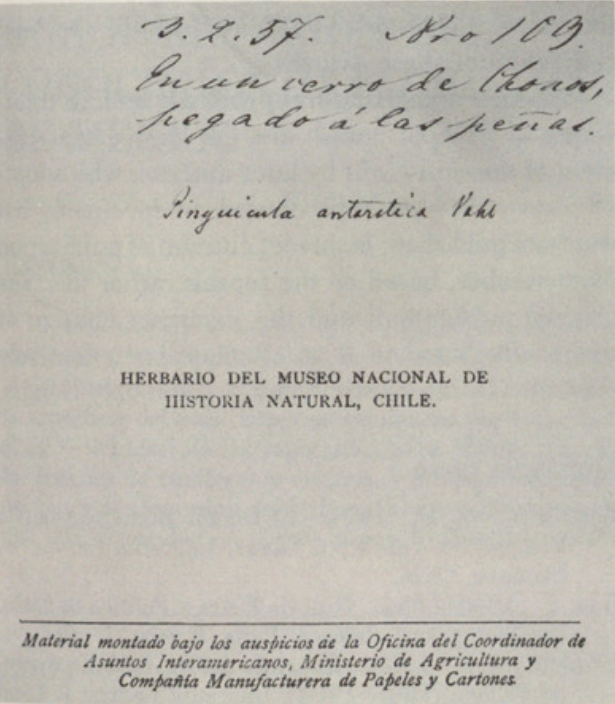 3.2.57. Nro 109.
En un cerro de Chonos,
pegado á las peñas.
Pinguicula antarctica Vahl
HERBARIO DEL MUSEO NACIONAL DE
HISTORIA NATURAL, CHILE.
Material montado bajo los auspicios de la Oficina del Coordinador de
Asuntos Interamericanos, Ministerio de Agricultura y
Compañía Manufacturera de Papeles y Cartones